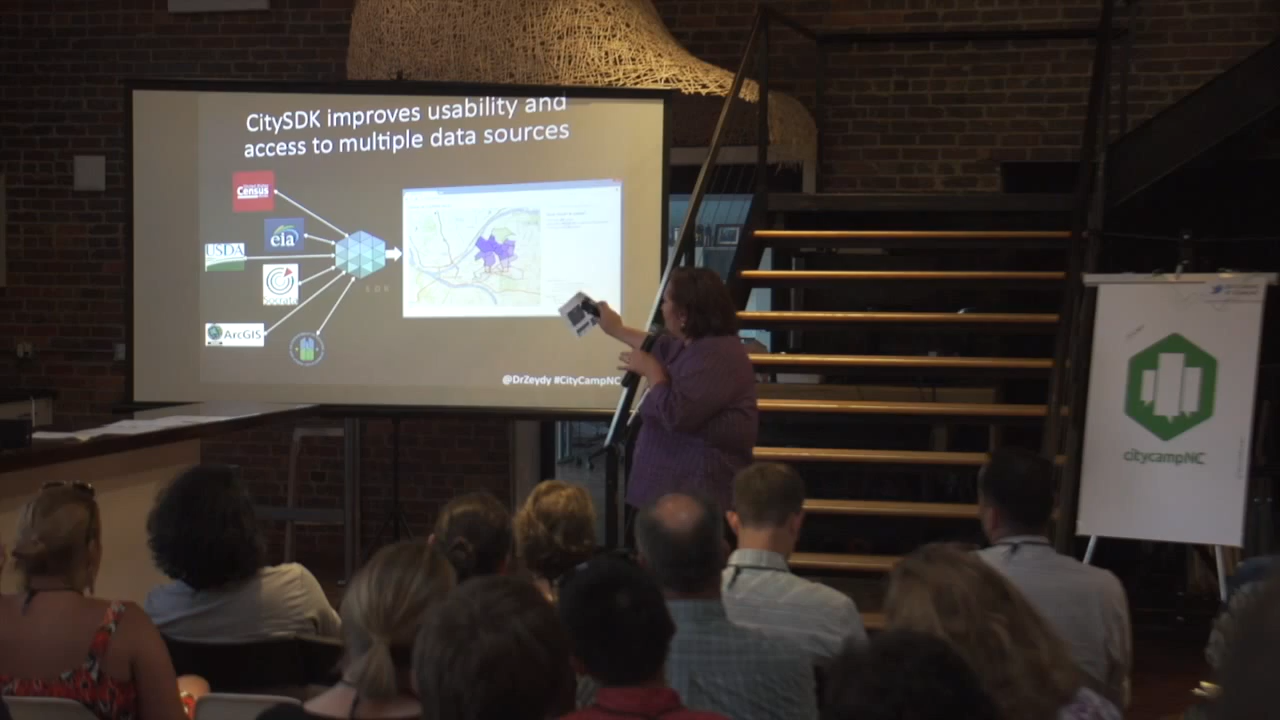 CitySDK improves usability and
access to multiple data sources
Census
eia
USDA
Socrata
ArcGIS
SDK
@DrZeydy #CityCampNC
citycampNC